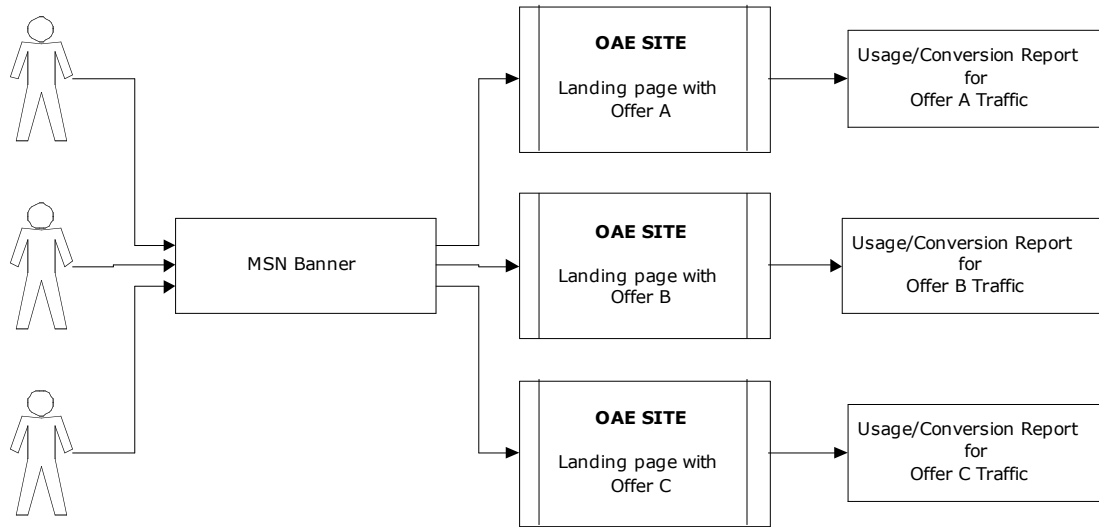 OAE SITE
Landing page with
Offer A
Usage/Conversion Report
for
Offer A Traffic
MSN Banner
OAE SITE
Landing page with
Offer B
Usage/Conversion Report
for
Offer B Traffic
OAE SITE
Landing page with
Offer C
Usage/Conversion Report
for
Offer C Traffic